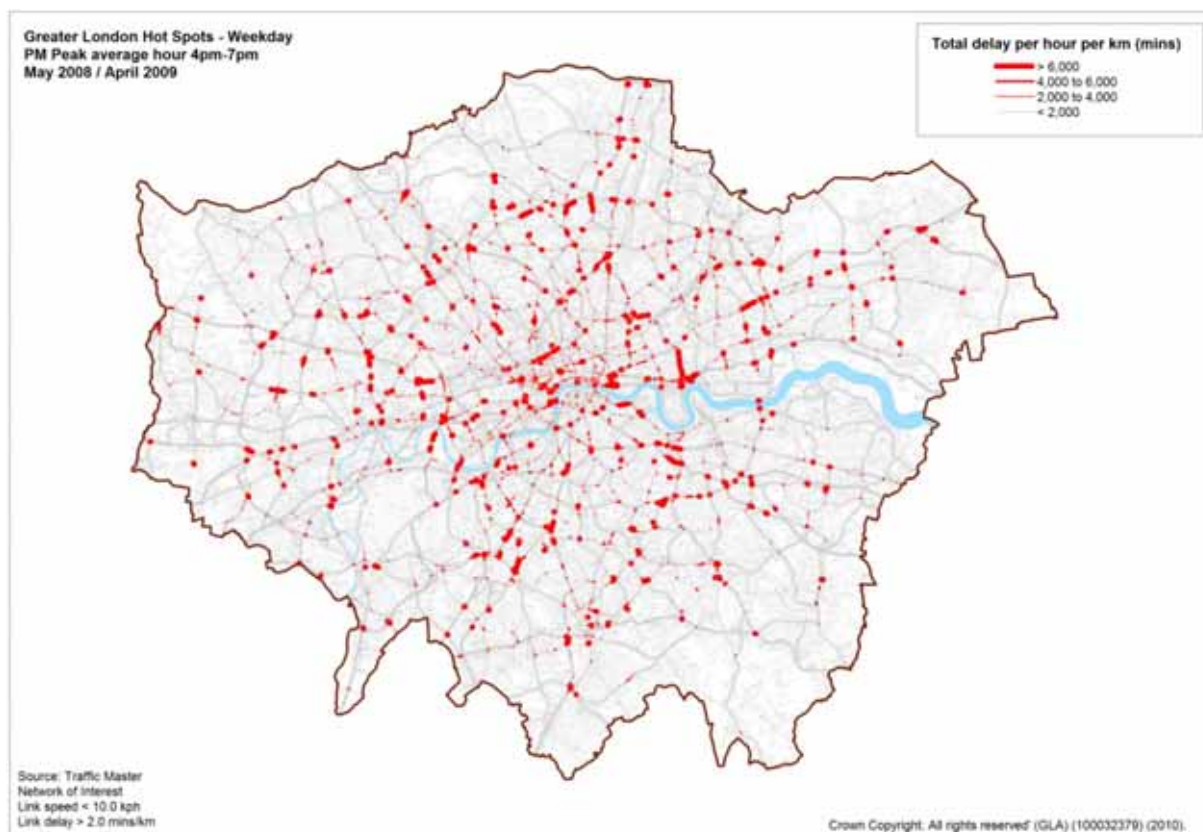 Greater London Hot Spots - Weekday
PM Peak average hour 4pm-7pm
May 2008 / April 2009
Total delay per hour per km (mins)
> 6,000
4,000 to 6,000
2,000 to 4,000
< 2,000
Source: Traffic Master
Network of Interest
Link speed < 10.0 kph
Link delay > 2.0 mins/km
Crown Copyright. All rights reserved' (GLA) (100032379) (2010).